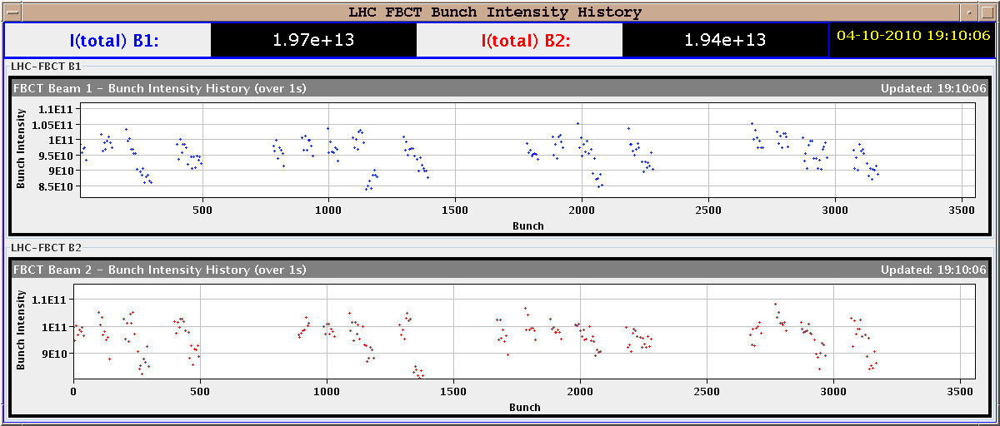 LHC FBCT Bunch Intensity History
I(total) B1: 1.97e+13 I(total) B2: 1.94e+13 04-10-2010 19:10:06
LHC-FBCT B1
FBCT Beam 1 - Bunch Intensity History (over 1s) Updated: 19:10:06
Bunch Intensity
1.1E11
1.05E11
1E11
9.5E10
9E10
8.5E10
500 1000 1500 2000 2500 3000 3500
Bunch
LHC-FBCT B2
FBCT Beam 2 - Bunch Intensity History (over 1s) Updated: 19:10:06
Bunch Intensity
1.1E11
1E11
9E10
0 500 1000 1500 2000 2500 3000 3500
Bunch